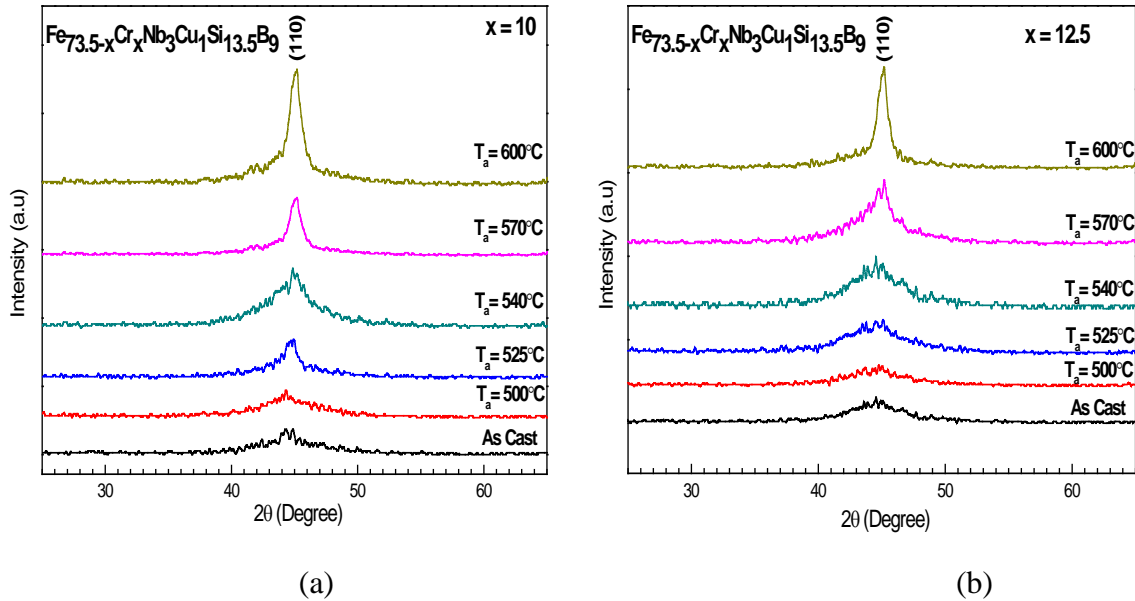 Fe73.5-xCrxNb3Cu1Si13.5B9
x = 10
(110)
Ta = 600°C
Ta = 570°C
Ta = 540°C
Ta = 525°C
Ta = 500°C
As Cast
Intensity (a.u)
30 40 50 60
2θ (Degree)
(a)
Fe73.5-xCrxNb3Cu1Si13.5B9
x = 12.5
(110)
Ta = 600°C
Ta = 570°C
Ta = 540°C
Ta = 525°C
Ta = 500°C
As Cast
Intensity (a.u)
30 40 50 60
2θ (Degree)
(b)